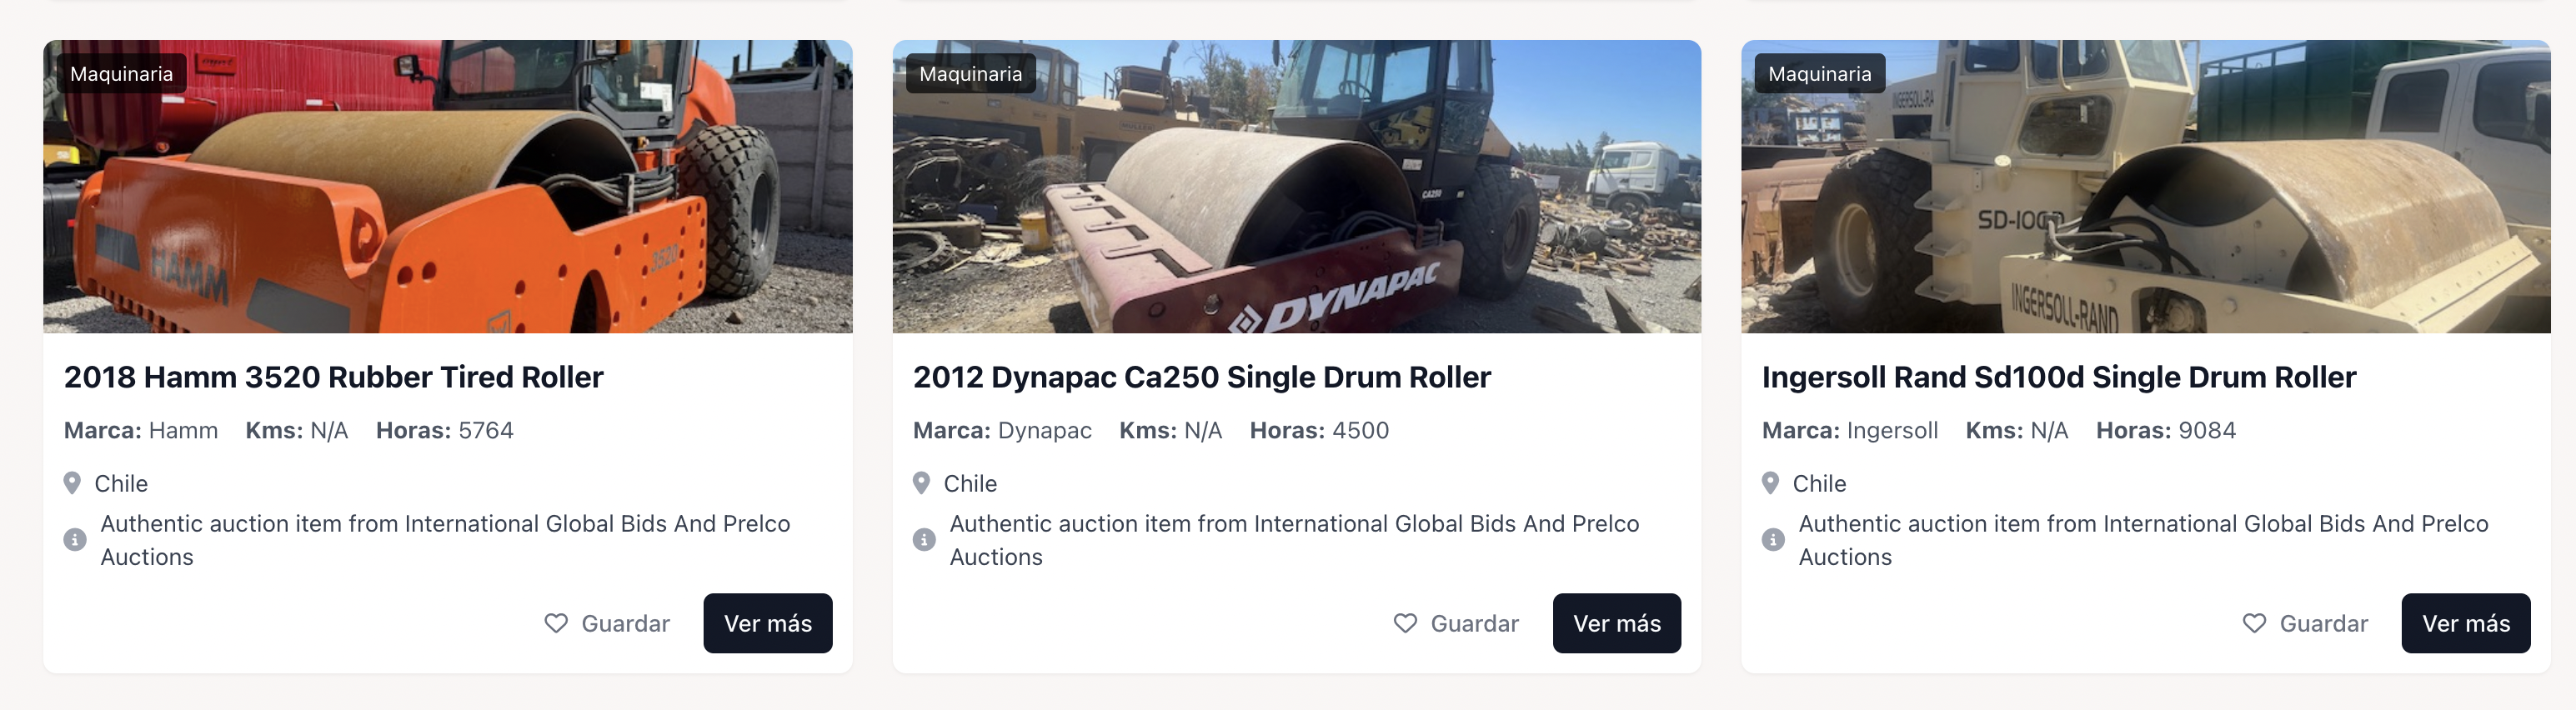 Maquinaria
HAMM
3520
2018 Hamm 3520 Rubber Tired Roller
Marca: Hamm Kms: N/A Horas: 5764
Chile
Authentic auction item from International Global Bids And Prelco
Auctions
Guardar
Ver más
Maquinaria
CA250
DYNAPAC
2012 Dynapac Ca250 Single Drum Roller
Marca: Dynapac Kms: N/A Horas: 4500
Chile
Authentic auction item from International Global Bids And Prelco
Auctions
Guardar
Ver más
Maquinaria
INGERSOLL-RA
SD-100
INGERSOLL-RAND
Ingersoll Rand Sd100d Single Drum Roller
Marca: Ingersoll Kms: N/A Horas: 9084
Chile
Authentic auction item from International Global Bids And Prelco
Auctions
Guardar
Ver más